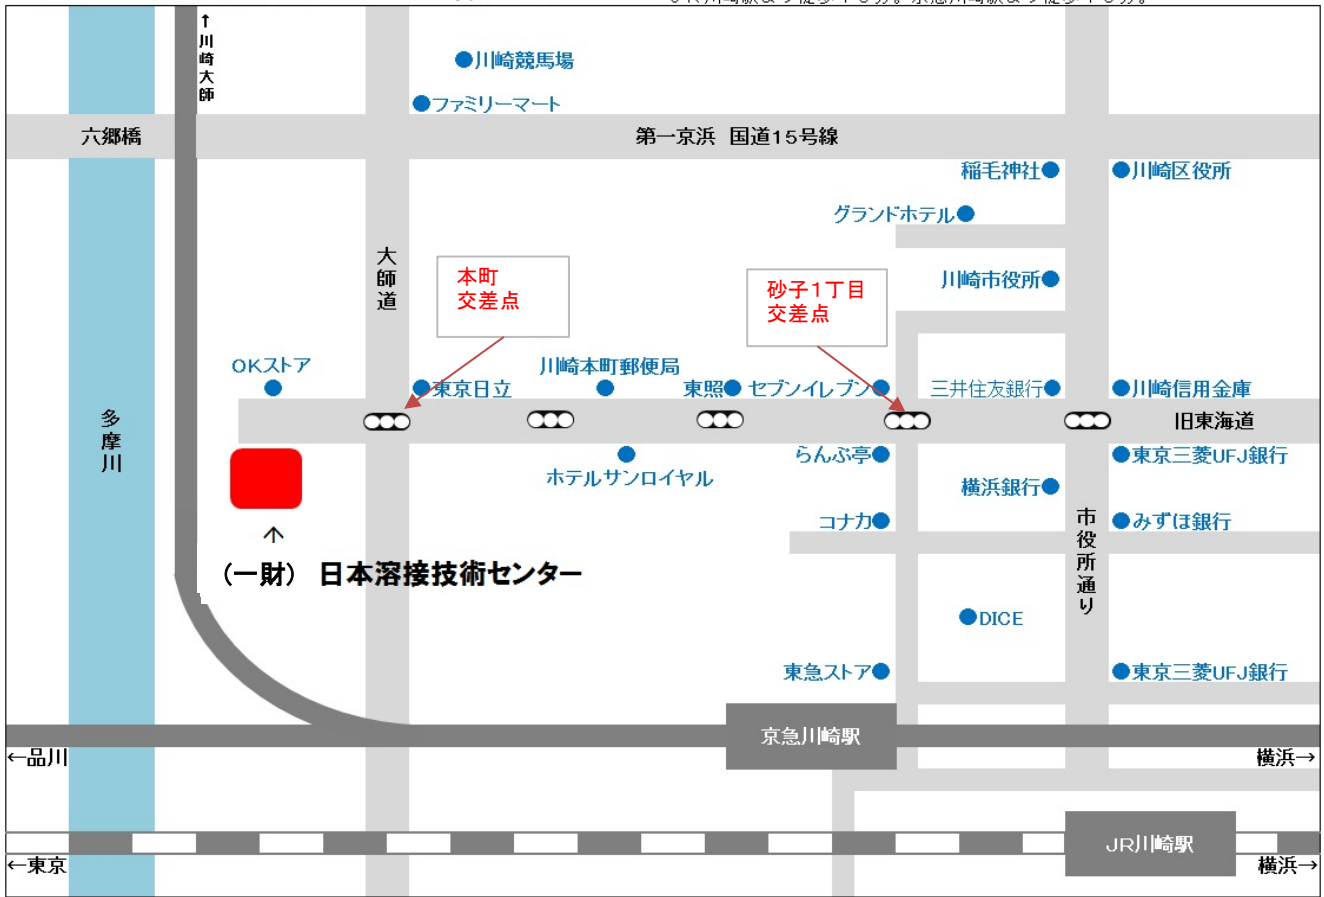 ↑川崎大師
川崎競馬場
ファミリーマート
六郷橋
第一京浜 国道15号線
稲毛神社
川崎区役所
グランドホテル
大師道
本町
交差点
砂子1丁目
交差点
川崎市役所
OKストア
川崎本町郵便局
東京日立
東照
セブンイレブン
三井住友銀行
川崎信用金庫
多摩川
旧東海道
らんぶ亭
東京三菱UFJ銀行
ホテルサンロイヤル
横浜銀行
コナカ
みずほ銀行
市役所通り
↑
(一財) 日本溶接技術センター
DICE
東急ストア
東京三菱UFJ銀行
京急川崎駅
←品川
横浜→
JR川崎駅
←東京
横浜→